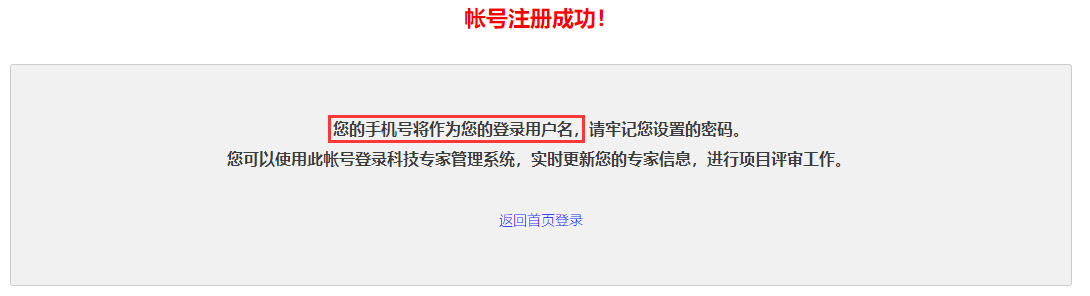 帐号注册成功！
您的手机号将作为您的登录用户名，请牢记您设置的密码。
您可以使用此帐号登录科技专家管理系统，实时更新您的专家信息，进行项目评审工作。
返回首页登录